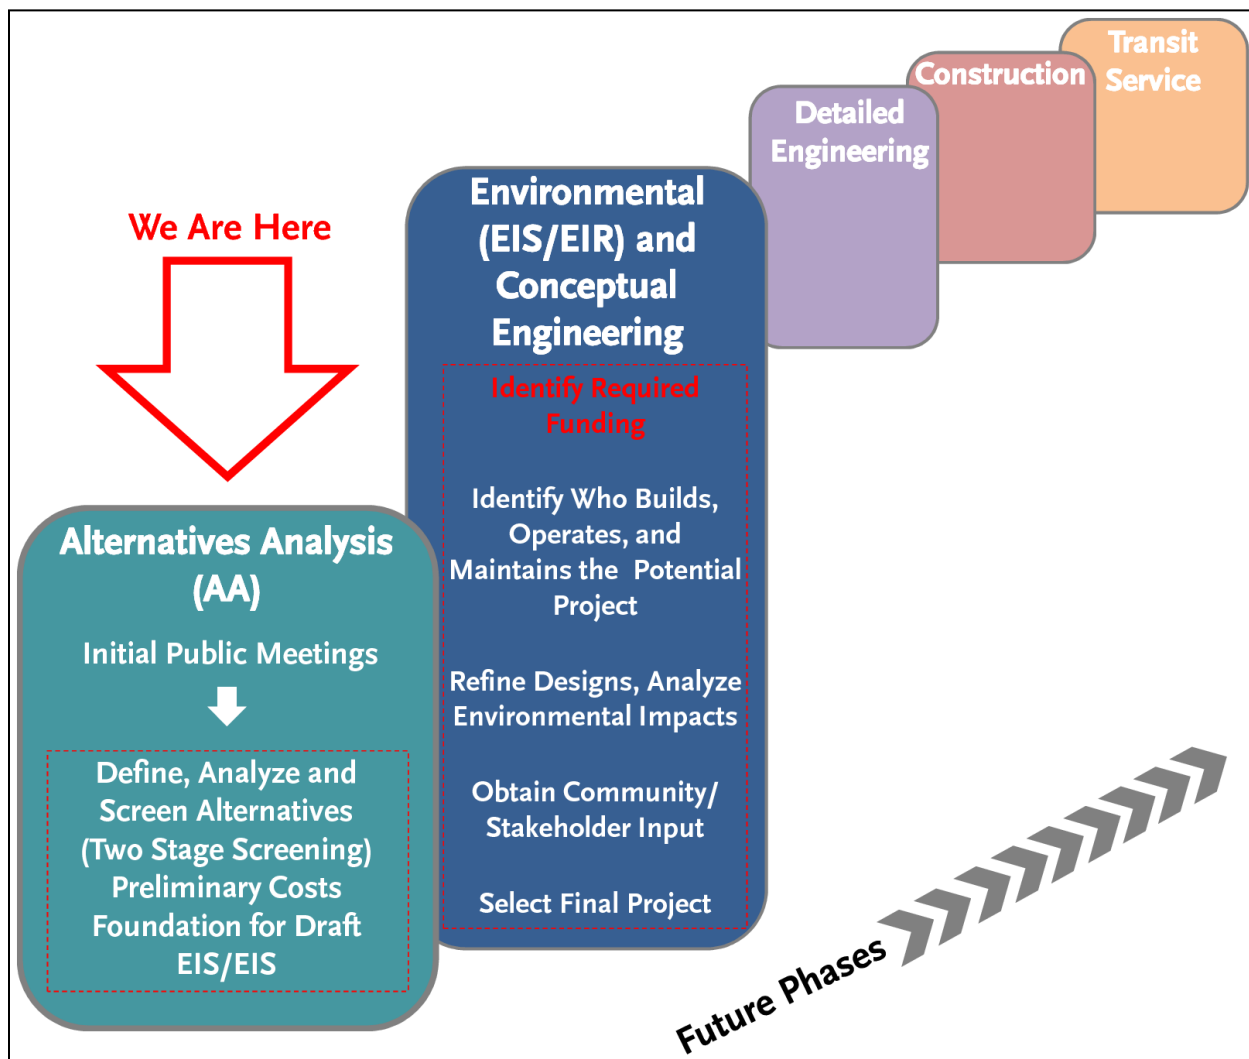 We Are Here
Alternatives Analysis
(AA)
Initial Public Meetings
Define, Analyze and
Screen Alternatives
(Two Stage Screening)
Preliminary Costs
Foundation for Draft
EIS/EIS
Environmental
(EIS/EIR) and
Conceptual
Engineering
Identify Required
Funding
Identify Who Builds,
Operates, and
Maintains the Potential
Project
Refine Designs, Analyze
Environmental Impacts
Obtain Community/
Stakeholder Input
Select Final Project
Detailed
Engineering
Construction
Transit
Service
Future Phases